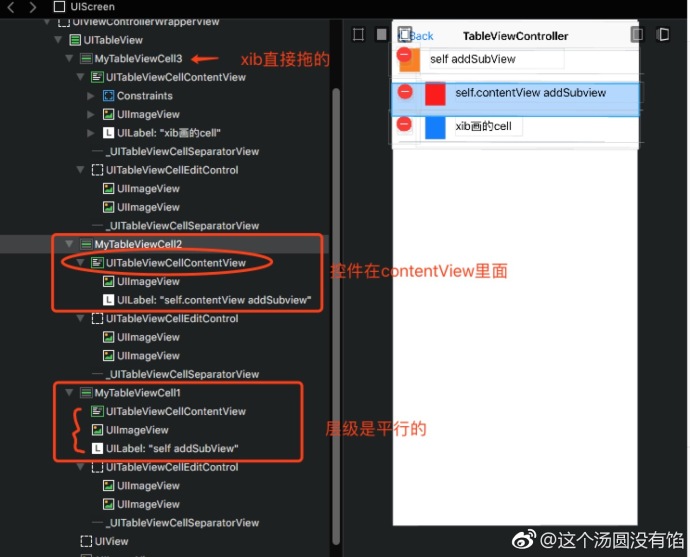 UIScreen
UIViewControllerWrapperView
UITableView
MyTableViewCell3
xib直接拖的
UITableViewCellContentView
Constraints
UIImageView
UILabel: "xib画的cell"
_UITableViewCellSeparatorView
UITableViewCellEditControl
UIImageView
UIImageView
_UITableViewCellSeparatorView
MyTableViewCell2
UITableViewCellContentView
UIImageView
UILabel: "self.contentView addSubview"
UITableViewCellEditControl
UIImageView
UIImageView
_UITableViewCellSeparatorView
MyTableViewCell1
UITableViewCellContentView
UIImageView
UILabel: "self addSubView"
UITableViewCellEditControl
UIImageView
UIImageView
_UITableViewCellSeparatorView
UIView
控件在contentView里面
层级是平行的
Back
TableViewController
self addSubView
self.contentView addSubview
xib画的cell
@这个汤圆没有馅